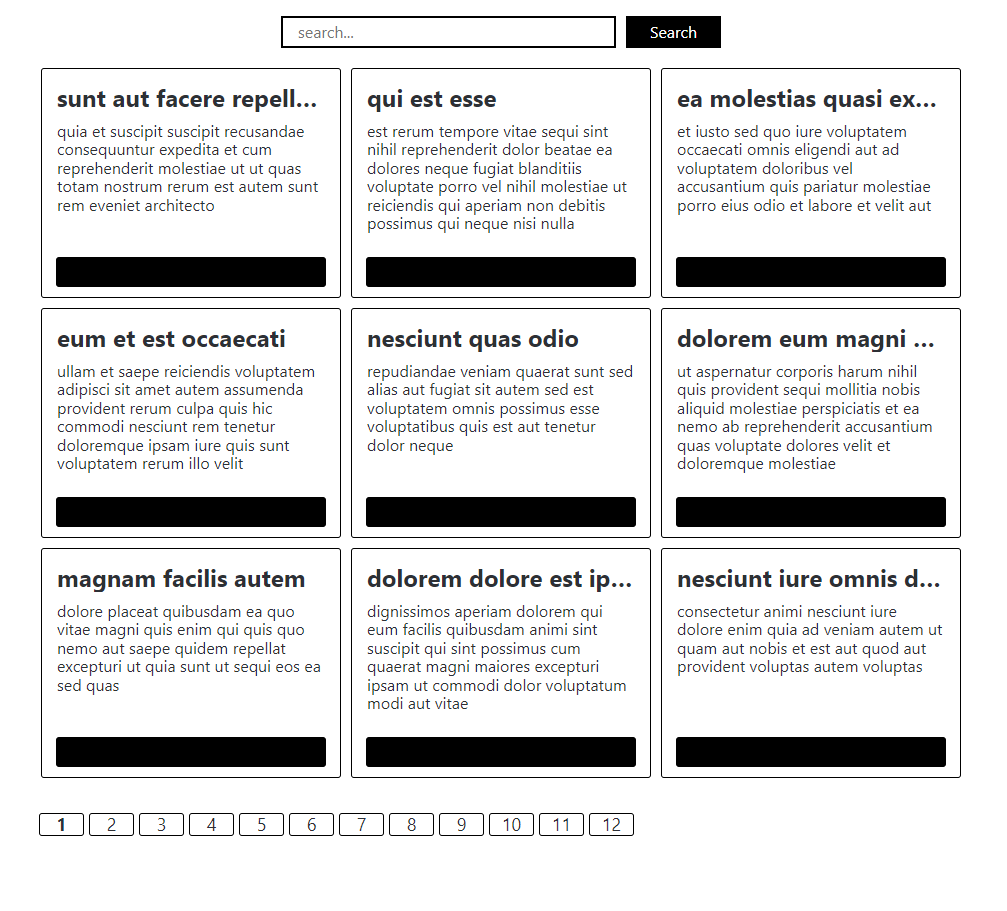 search...
Search
sunt aut facere repell...
quia et suscipit suscipit recusandae
consequuntur expedita et cum
reprehenderit molestiae ut ut quas
totam nostrum rerum est autem sunt
rem eveniet architecto
qui est esse
est rerum tempore vitae sequi sint
nihil reprehenderit dolor beatae ea
dolores neque fugiat blanditiis
voluptate porro vel nihil molestiae ut
reiciendis qui aperiam non debitis
possimus qui neque nisi nulla
ea molestias quasi ex...
et iusto sed quo iure voluptatem
occaecati omnis eligendi aut ad
voluptatem doloribus vel
accusantium quis pariatur molestiae
porro eius odio et labore et velit aut
eum et est occaecati
ullam et saepe reiciendis voluptatem
adipisci sit amet autem assumenda
provident rerum culpa quis hic
commodi nesciunt rem tenetur
doloremque ipsam iure quis sunt
voluptatem rerum illo velit
nesciunt quas odio
repudiandae veniam quaerat sunt sed
alias aut fugiat sit autem sed est
voluptatem omnis possimus esse
voluptatibus quis est aut tenetur
dolor neque
dolorem eum magni ...
ut aspernatur corporis harum nihil
quis provident sequi mollitia nobis
aliquid molestiae perspiciatis et ea
nemo ab reprehenderit accusantium
quas voluptate dolores velit et
doloremque molestiae
magnam facilis autem
dolore placeat quibusdam ea quo
vitae magni quis enim qui quis quo
nemo aut saepe quidem repellat
excepturi ut quia sunt ut sequi eos ea
sed quas
dolorem dolore est ip...
dignissimos aperiam dolorem qui
eum facilis quibusdam animi sint
suscipit qui sint possimus cum
quaerat magni maiores excepturi
ipsam ut commodi dolor voluptatum
modi aut vitae
nesciunt iure omnis d...
consectetur animi nesciunt iure
dolore enim quia ad veniam autem ut
quam aut nobis et est aut quod aut
provident voluptas autem voluptas
1 2 3 4 5 6 7 8 9 10 11 12